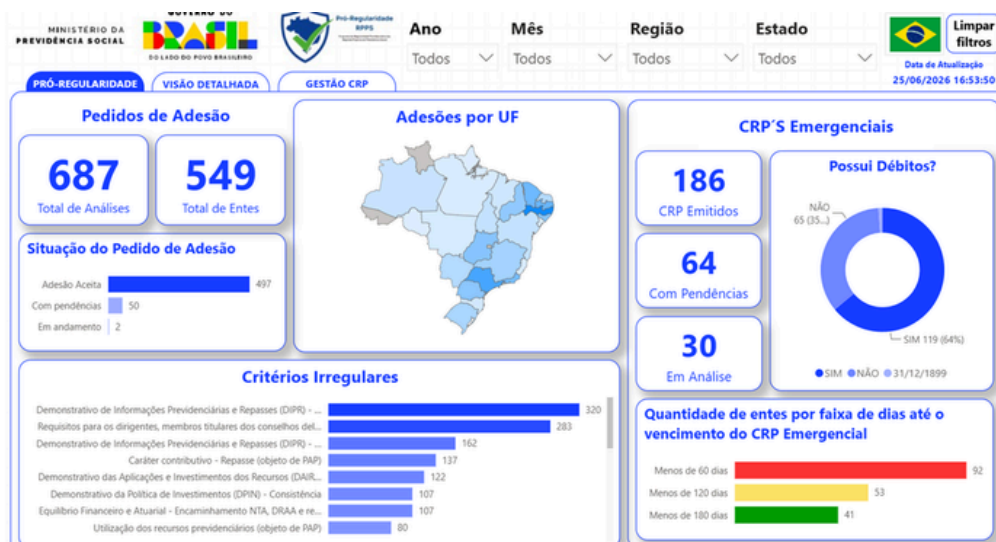 MINISTÉRIO DA
PREVIDÊNCIA SOCIAL
GOVERNO DO
BRASIL
DO LADO DO POVO BRASILEIRO
Pró-Regularidade
RPPS
Ano
Todos
Mês
Todos
Região
Todos
Estado
Todos
Limpar
filtros
Data de Atualização
25/06/2026 16:53:50
PRÓ-REGULARIDADE
VISÃO DETALHADA
GESTÃO CRP
Pedidos de Adesão
687
Total de Análises
549
Total de Entes
Situação do Pedido de Adesão
Adesão Aceita 497
Com pendências 50
Em andamento 2
Adesões por UF
CRP´S Emergenciais
186
CRP Emitidos
64
Com Pendências
30
Em Análise
Possui Débitos?
NÃO
65 (35...)
SIM 119 (64%)
SIM NÃO 31/12/1899
Critérios Irregulares
Demonstrativo de Informações Previdenciárias e Repasses (DIPR) - ... 320
Requisitos para os dirigentes, membros titulares dos conselhos del... 283
Demonstrativo de Informações Previdenciárias e Repasses (DIPR) - ... 162
Caráter contributivo - Repasse (objeto de PAP) 137
Demonstrativo das Aplicações e Investimentos dos Recursos (DAIR... 122
Demonstrativo da Política de Investimentos (DPIN) - Consistência 107
Equilíbrio Financeiro e Atuarial - Encaminhamento NTA, DRAA e re... 107
Utilização dos recursos previdenciários (objeto de PAP) 80
Quantidade de entes por faixa de dias até o
vencimento do CRP Emergencial
Menos de 60 dias 92
Menos de 120 dias 53
Menos de 180 dias 41